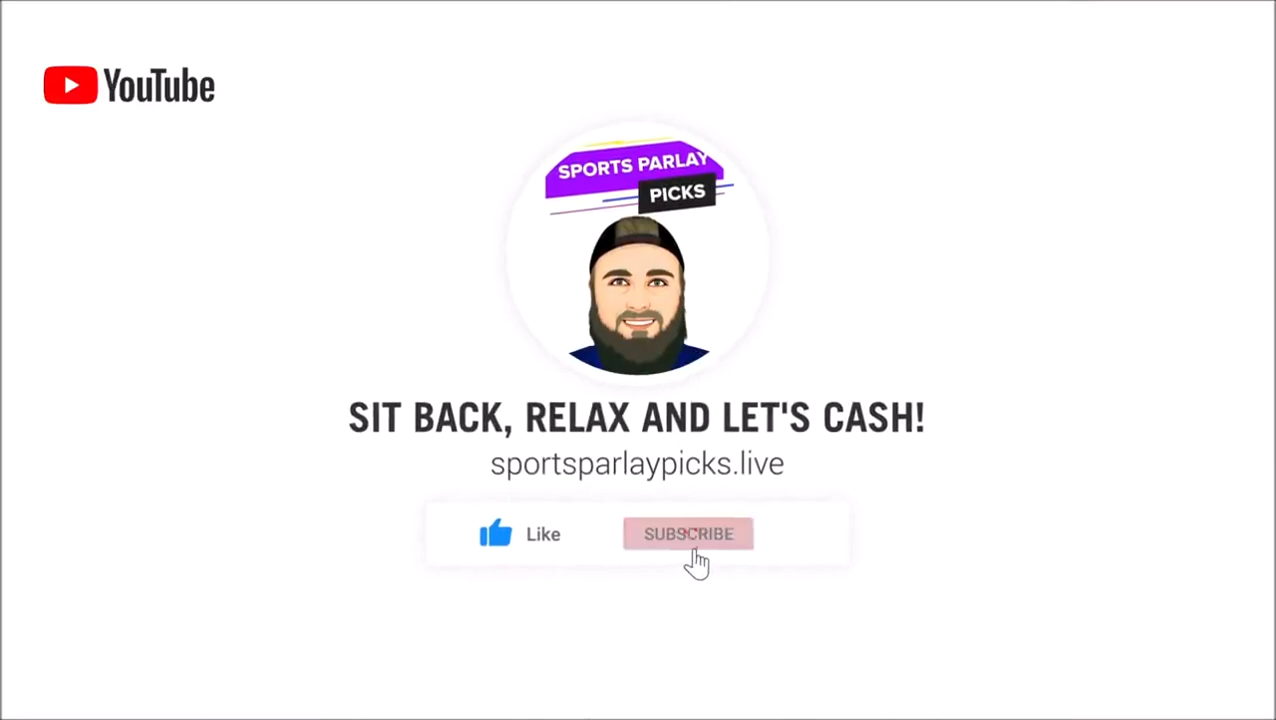 YouTube
SPORTS PARLAY
PICKS
SIT BACK, RELAX AND LET'S CASH!
sportsparlaypicks.live
Like
SUBSCRIBE